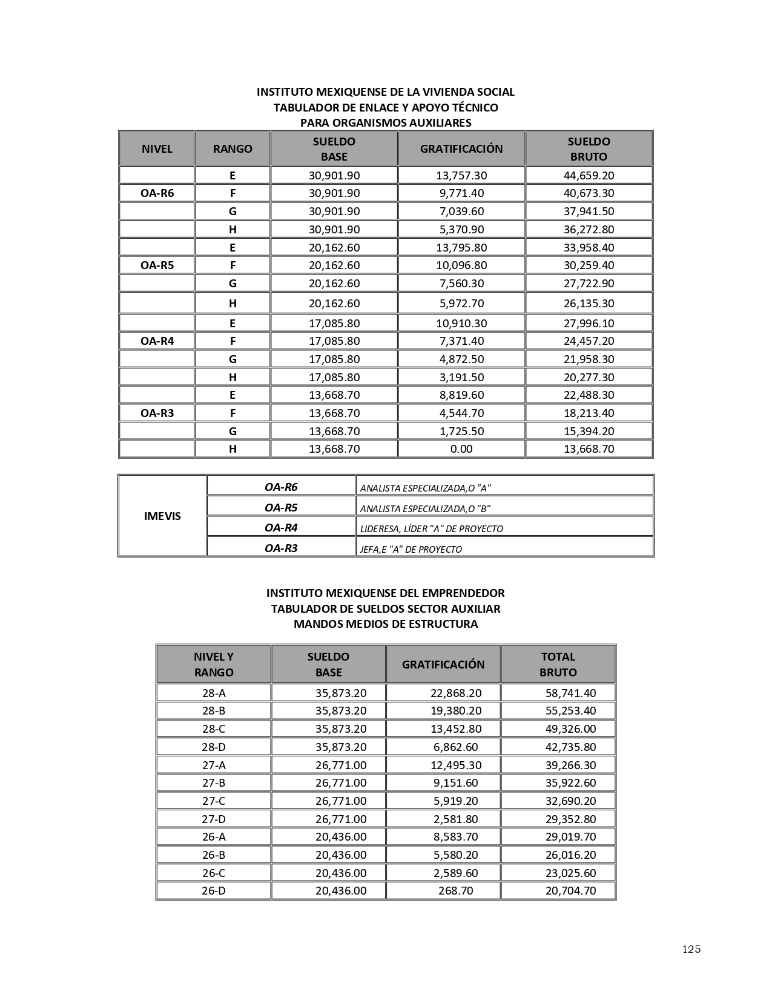 INSTITUTO MEXIQUENSE DE LA VIVIENDA SOCIAL
TABULADOR DE ENLACE Y APOYO TÉCNICO
PARA ORGANISMOS AUXILIARES
NIVEL RANGO SUELDO BASE GRATIFICACIÓN SUELDO BRUTO
E 30,901.90 13,757.30 44,659.20
OA-R6 F 30,901.90 9,771.40 40,673.30
G 30,901.90 7,039.60 37,941.50
H 30,901.90 5,370.90 36,272.80
E 20,162.60 13,795.80 33,958.40
OA-R5 F 20,162.60 10,096.80 30,259.40
G 20,162.60 7,560.30 27,722.90
H 20,162.60 5,972.70 26,135.30
E 17,085.80 10,910.30 27,996.10
OA-R4 F 17,085.80 7,371.40 24,457.20
G 17,085.80 4,872.50 21,958.30
H 17,085.80 3,191.50 20,277.30
E 13,668.70 8,819.60 22,488.30
OA-R3 F 13,668.70 4,544.70 18,213.40
G 13,668.70 1,725.50 15,394.20
H 13,668.70 0.00 13,668.70
IMEVIS
OA-R6 ANALISTA ESPECIALIZADA,O "A"
OA-R5 ANALISTA ESPECIALIZADA,O "B"
OA-R4 LIDERESA, LÍDER "A" DE PROYECTO
OA-R3 JEFA,E "A" DE PROYECTO
INSTITUTO MEXIQUENSE DEL EMPRENDEDOR
TABULADOR DE SUELDOS SECTOR AUXILIAR
MANDOS MEDIOS DE ESTRUCTURA
NIVEL Y RANGO SUELDO BASE GRATIFICACIÓN TOTAL BRUTO
28-A 35,873.20 22,868.20 58,741.40
28-B 35,873.20 19,380.20 55,253.40
28-C 35,873.20 13,452.80 49,326.00
28-D 35,873.20 6,862.60 42,735.80
27-A 26,771.00 12,495.30 39,266.30
27-B 26,771.00 9,151.60 35,922.60
27-C 26,771.00 5,919.20 32,690.20
27-D 26,771.00 2,581.80 29,352.80
26-A 20,436.00 8,583.70 29,019.70
26-B 20,436.00 5,580.20 26,016.20
26-C 20,436.00 2,589.60 23,025.60
26-D 20,436.00 268.70 20,704.70
125